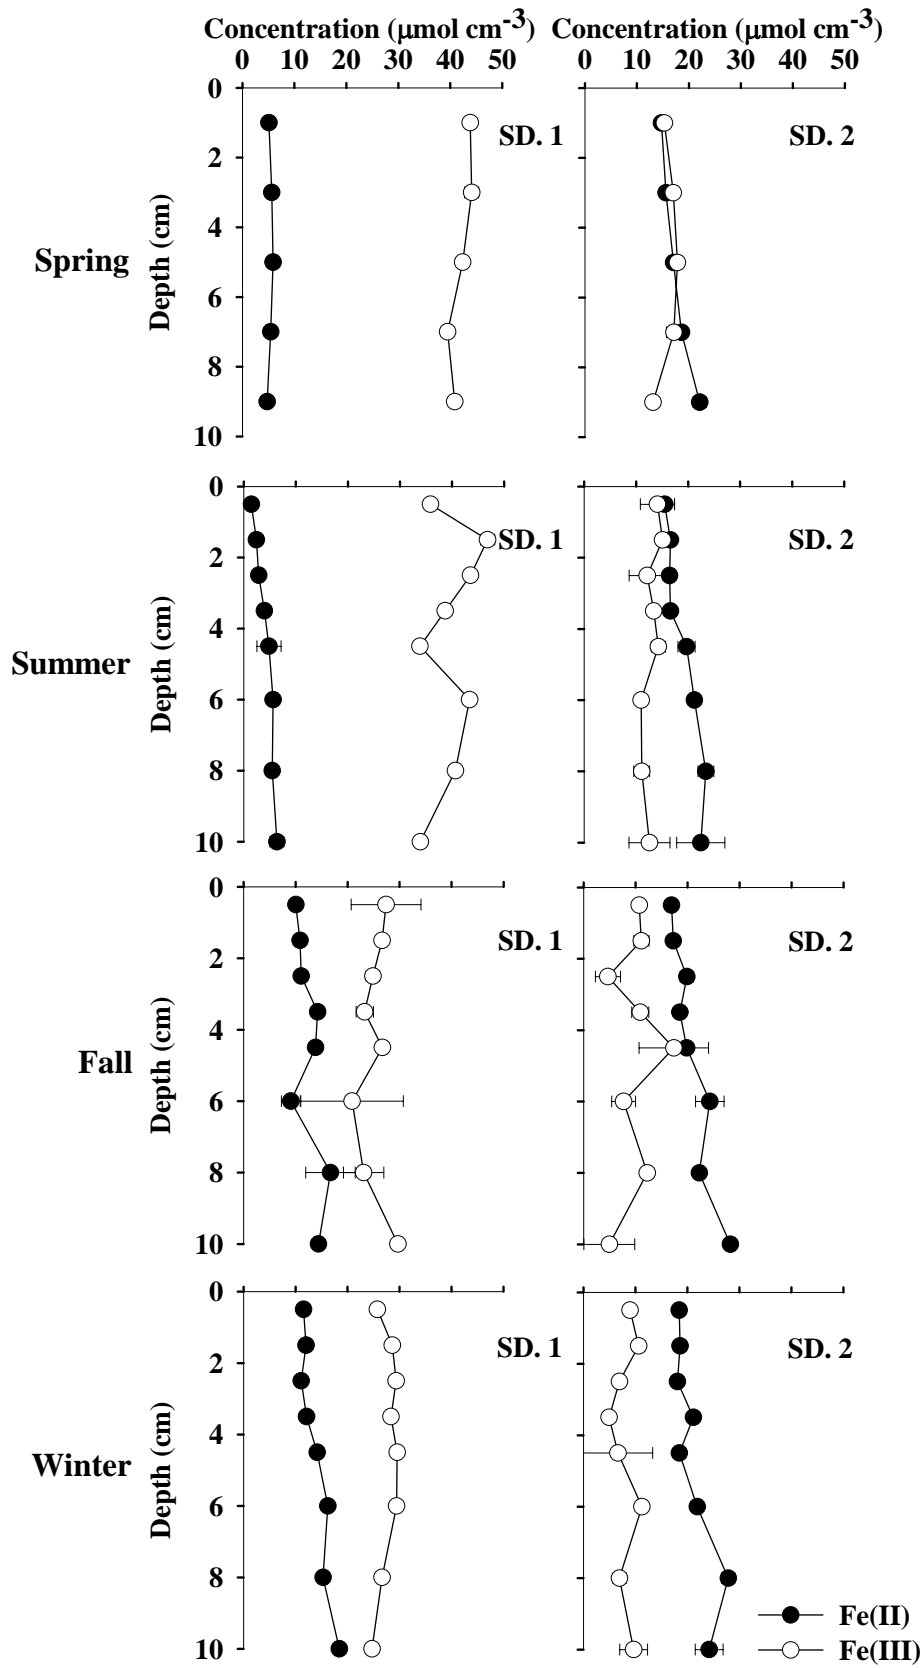 Concentration (μmol cm-3) Concentration (μmol cm-3)
0 10 20 30 40 50 0 10 20 30 40 50
0
2
4
6
8
10
Spring
Depth (cm)
SD. 1
SD. 2
0
2
4
6
8
10
Summer
Depth (cm)
SD. 1
SD. 2
0
2
4
6
8
10
Fall
Depth (cm)
SD. 1
SD. 2
0
2
4
6
8
10
Winter
Depth (cm)
SD. 1
SD. 2
Fe(II)
Fe(III)